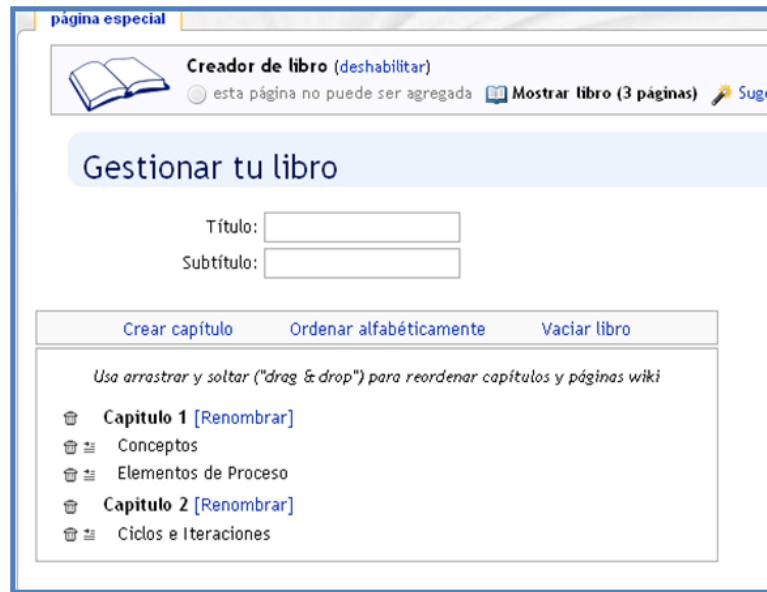 página especial
Creador de libro (deshabilitar)
esta página no puede ser agregada Mostrar libro (3 páginas)
Gestionar tu libro
Título:
Subtítulo:
Crear capítulo Ordenar alfabéticamente Vaciar libro
Usa arrastrar y soltar ("drag & drop") para reordenar capítulos y páginas wiki
Capitulo 1 [Renombrar]
Conceptos
Elementos de Proceso
Capitulo 2 [Renombrar]
Ciclos e Iteraciones